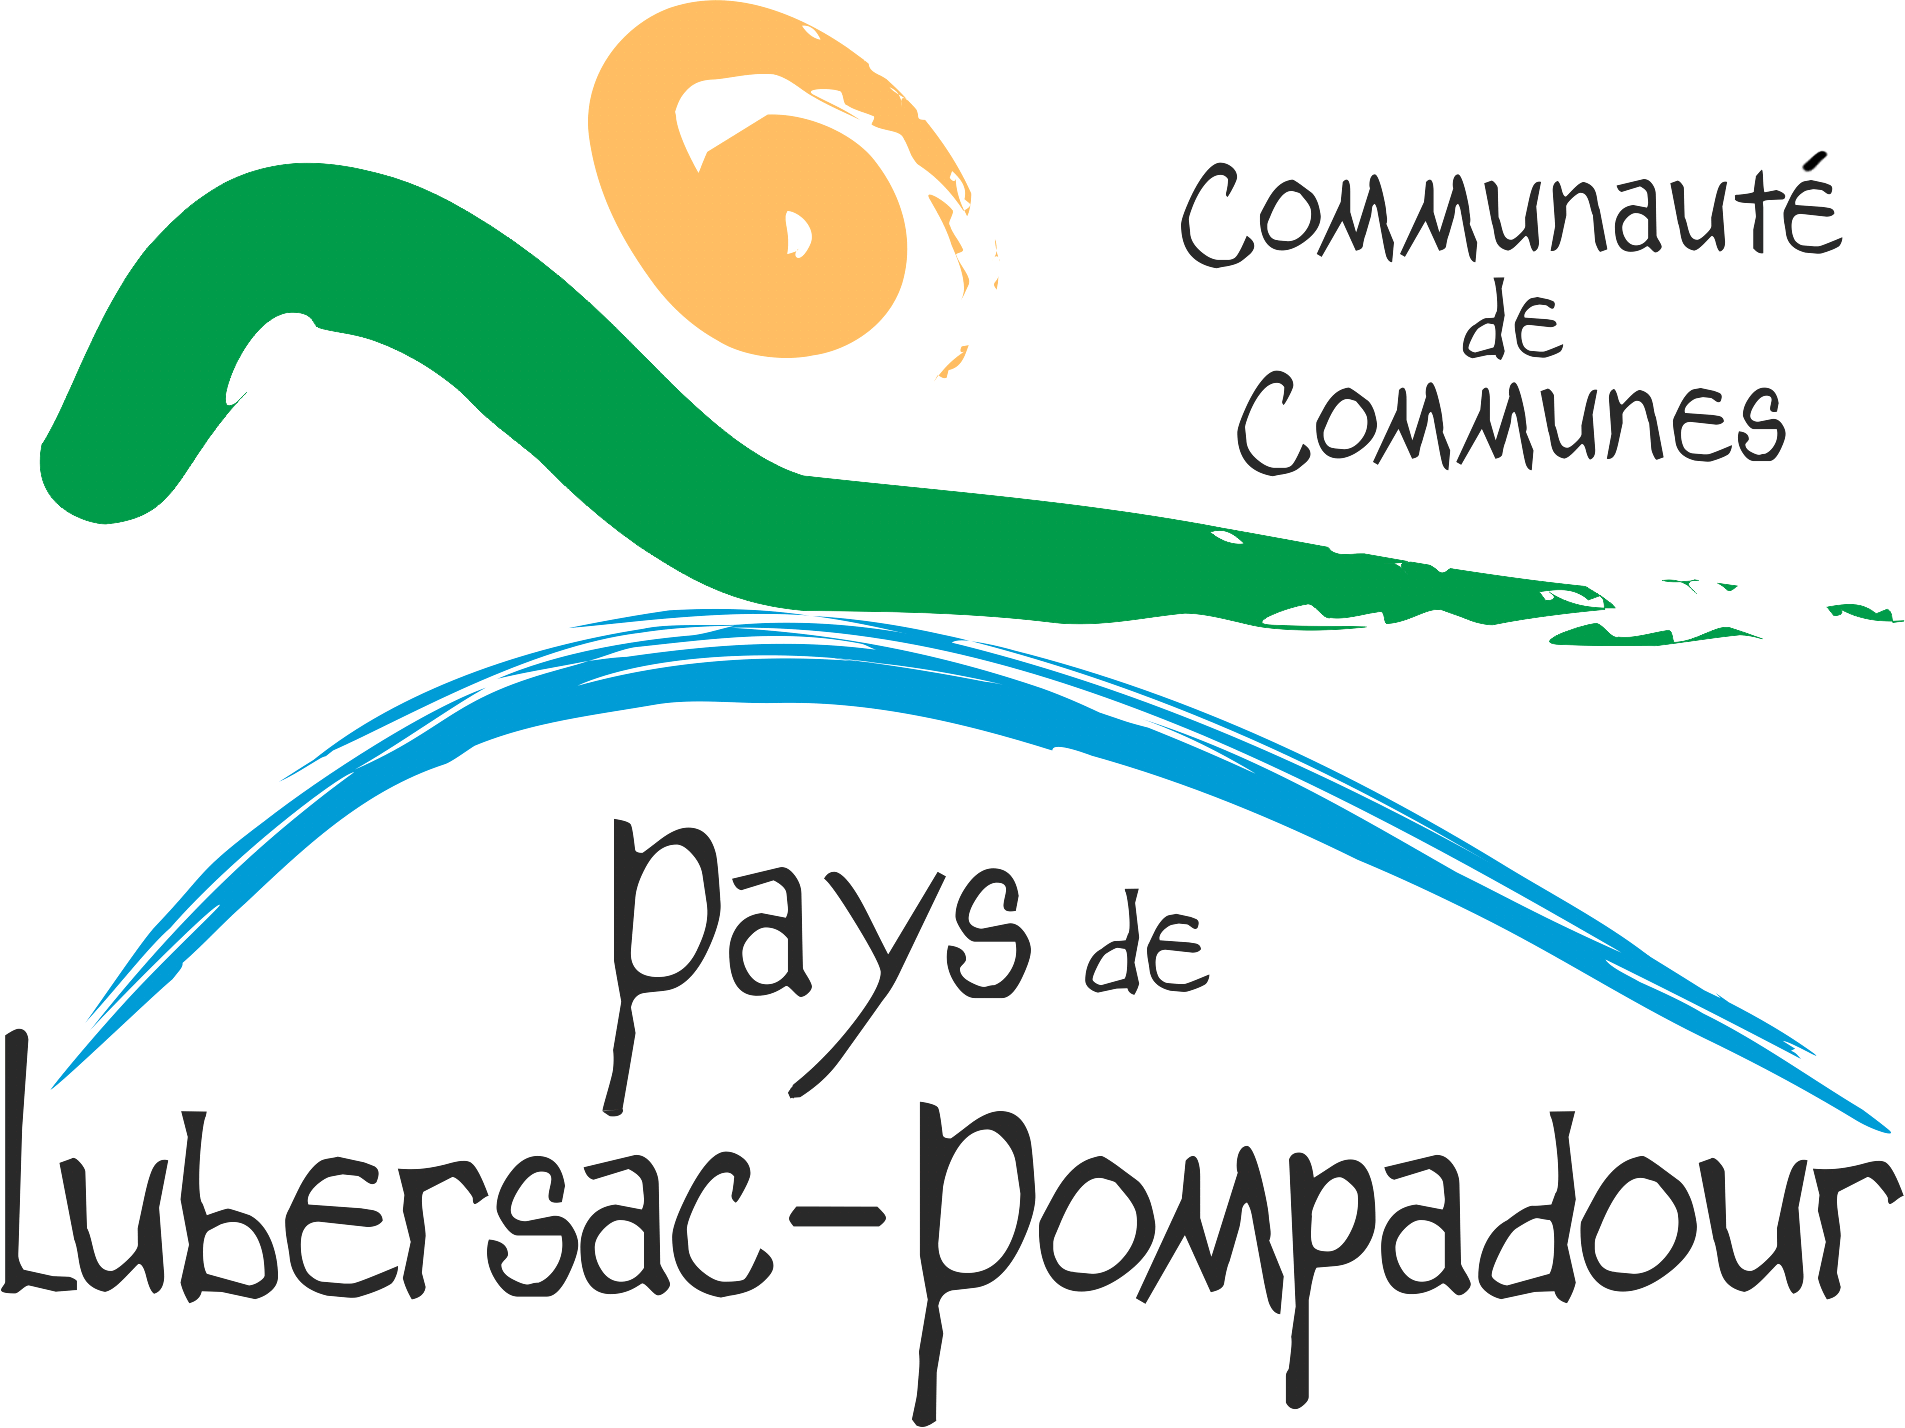 Communauté
de
Communes
Pays de
Lubersac-Pompadour